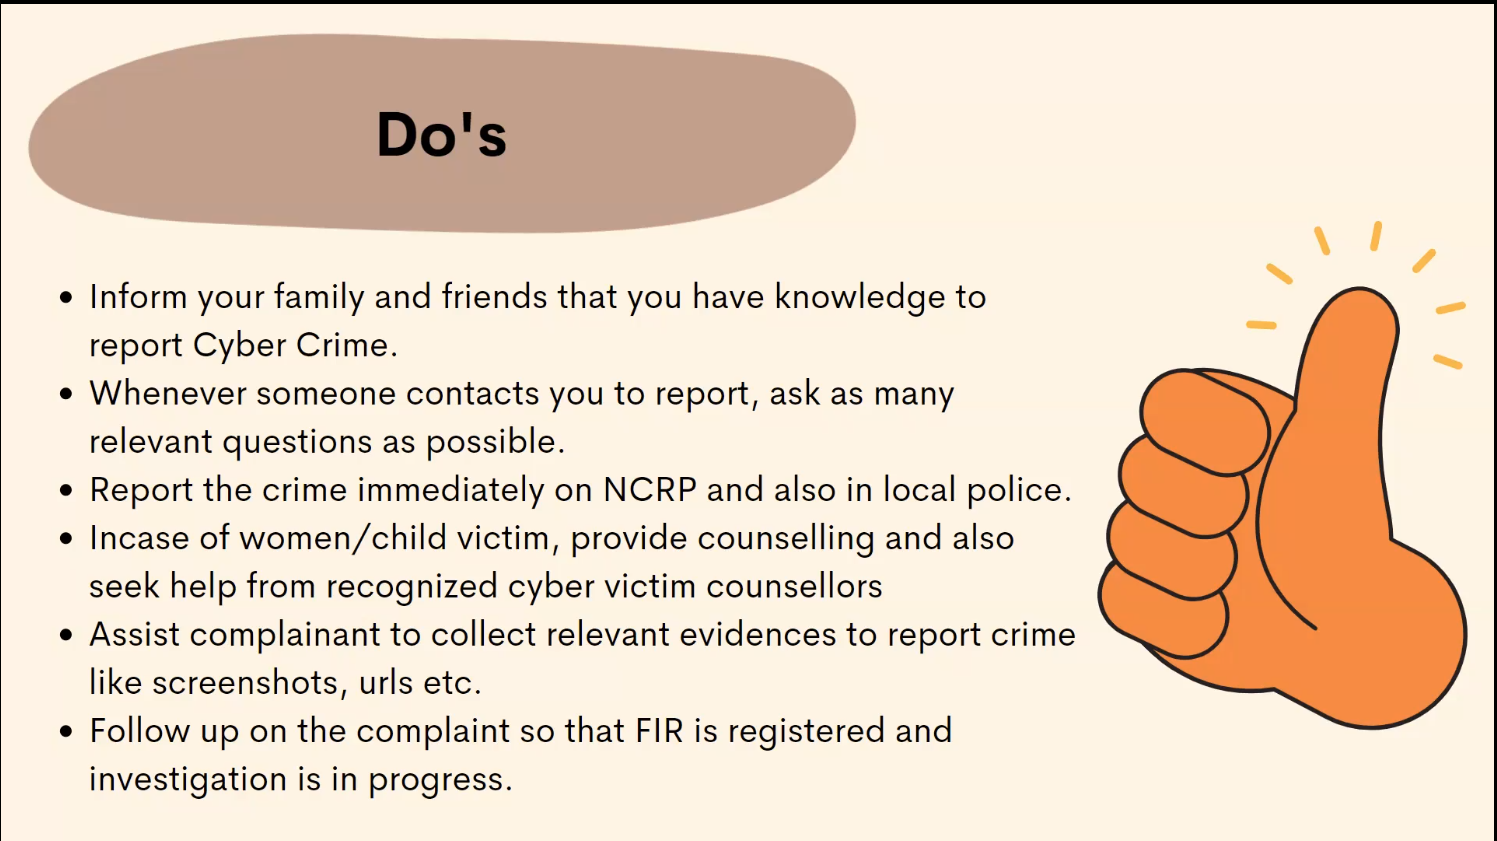 Do's
• Inform your family and friends that you have knowledge to
report Cyber Crime.
• Whenever someone contacts you to report, ask as many
relevant questions as possible.
• Report the crime immediately on NCRP and also in local police.
• Incase of women/child victim, provide counselling and also
seek help from recognized cyber victim counsellors
• Assist complainant to collect relevant evidences to report crime
like screenshots, urls etc.
• Follow up on the complaint so that FIR is registered and
investigation is in progress.